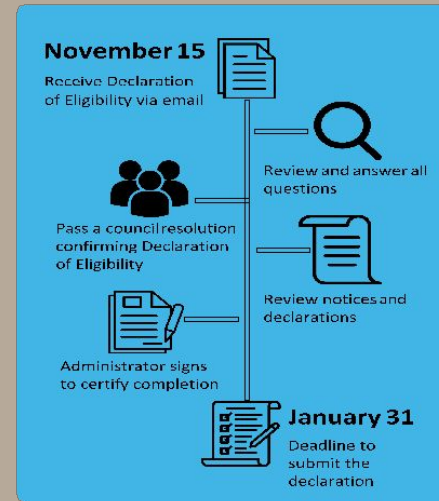 November 15
Receive Declaration
of Eligibility via email
Review and answer all
questions
Pass a council resolution
confirming Declaration
of Eligibility
Review notices and
declarations
Administrator signs
to certify completion
January 31
Deadline to
submit the
declaration